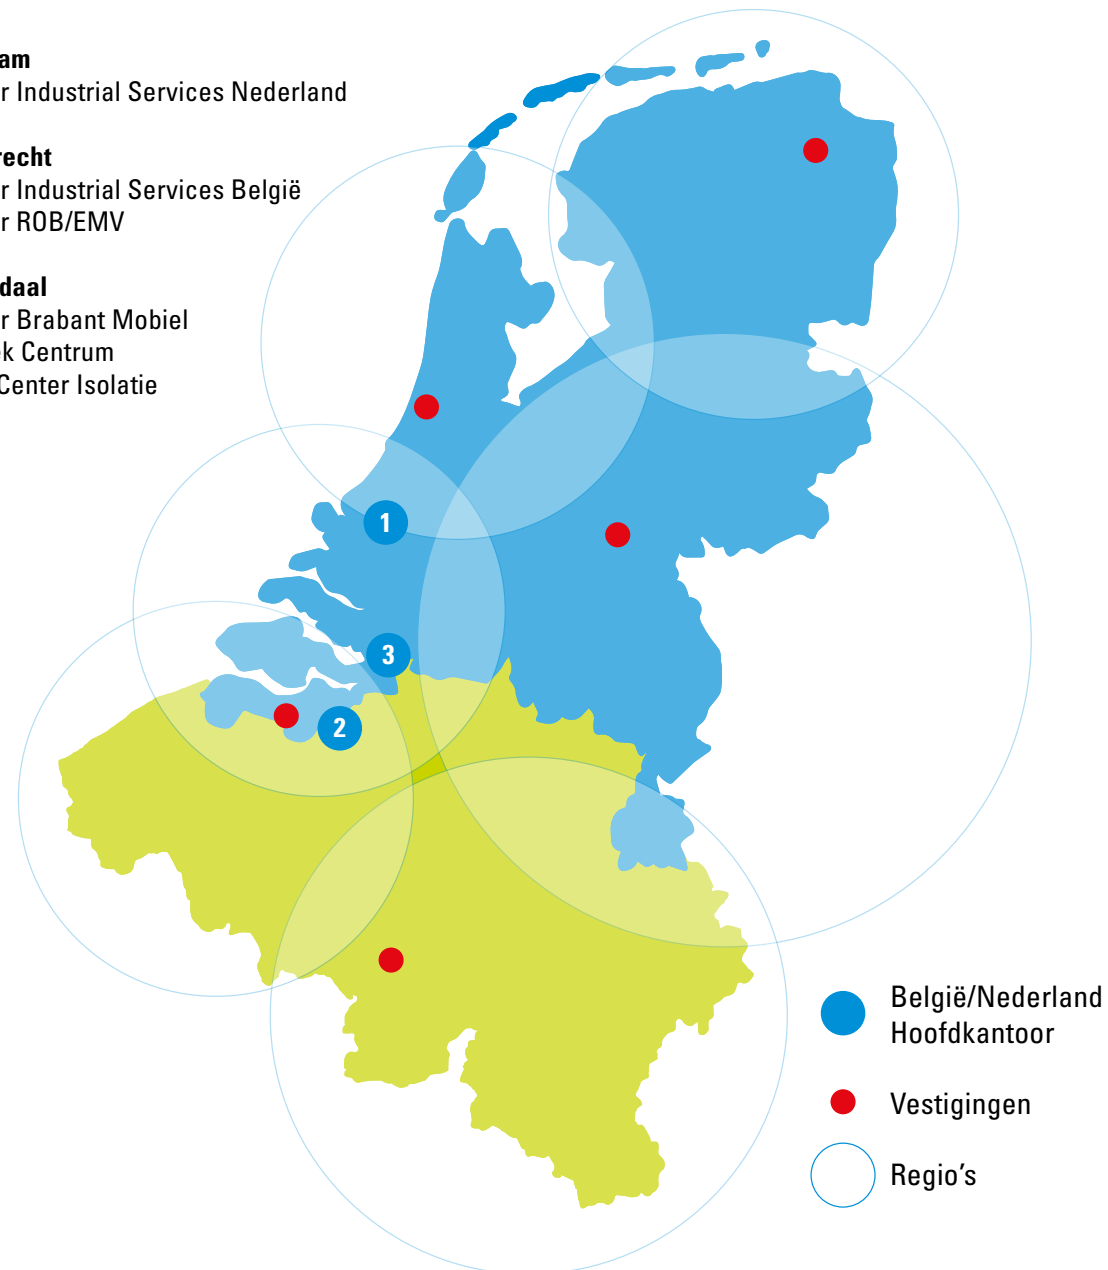 am
r Industrial Services Nederland
recht
r Industrial Services België
r ROB/EMV
daal
r Brabant Mobiel
ek Centrum
Center Isolatie
1
3
2
België/Nederland
Hoofdkantoor
Vestigingen
Regio's